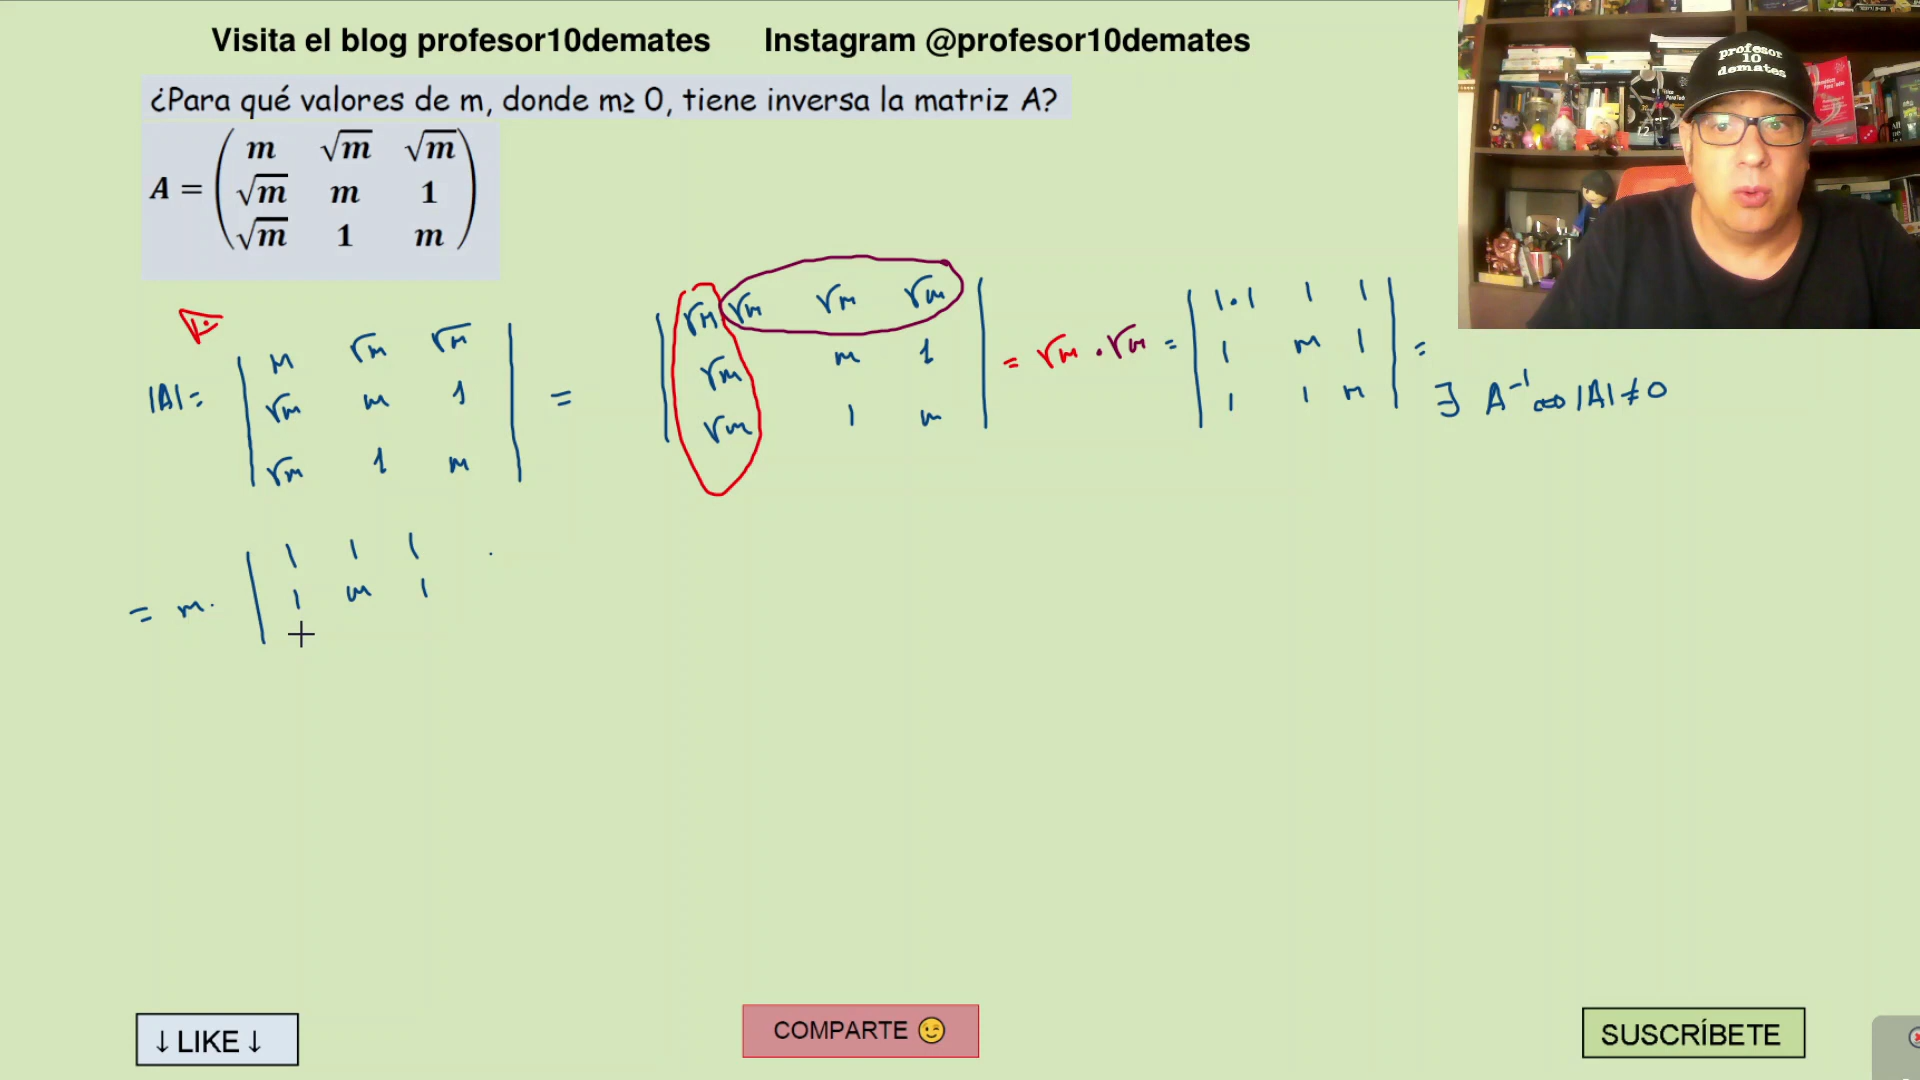 Visita el blog profesor10demates Instagram @profesor10demates
profesor
10
demates
¿Para qué valores de m, donde m≥ 0, tiene inversa la matriz A?
m √m √m
A = √m m 1
√m 1 m
m √m √m
|A|= √m m 1 =
√m 1 m
√m √m √m √m
√m m 1 = √m · √m =
√m 1 m
1·1 1 1
1 m 1 =
1 1 m
∃ A⁻¹ ⇔ |A| ≠ 0
1 1 1
= m· 1 m 1
↓ LIKE ↓
COMPARTE 😉
SUSCRÍBETE